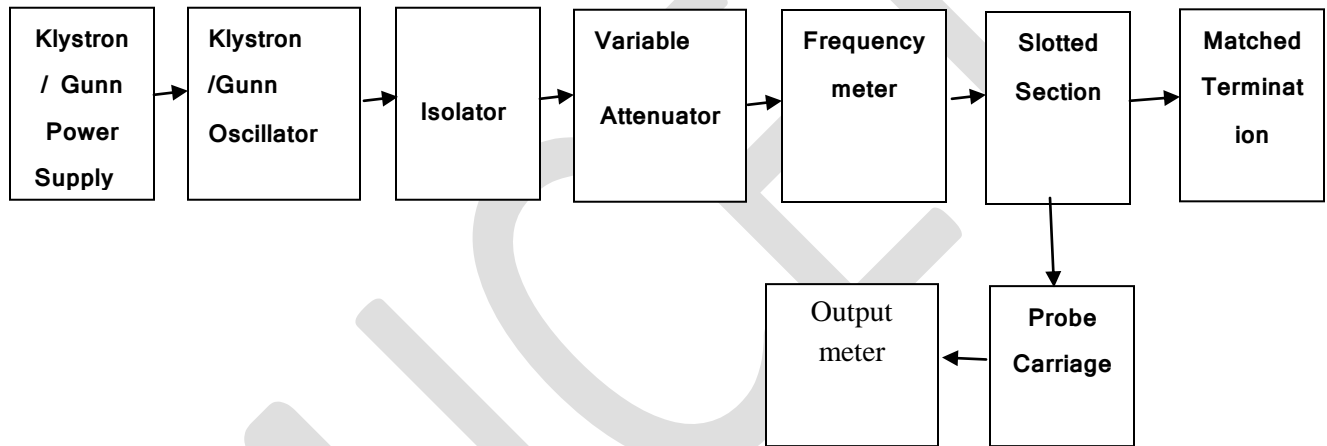 Klystron
/ Gunn
Power
Supply
Klystron
/Gunn
Oscillator
Isolator
Variable
Attenuator
Frequency
meter
Slotted
Section
Matched
Terminat
ion
Output
meter
Probe
Carriage